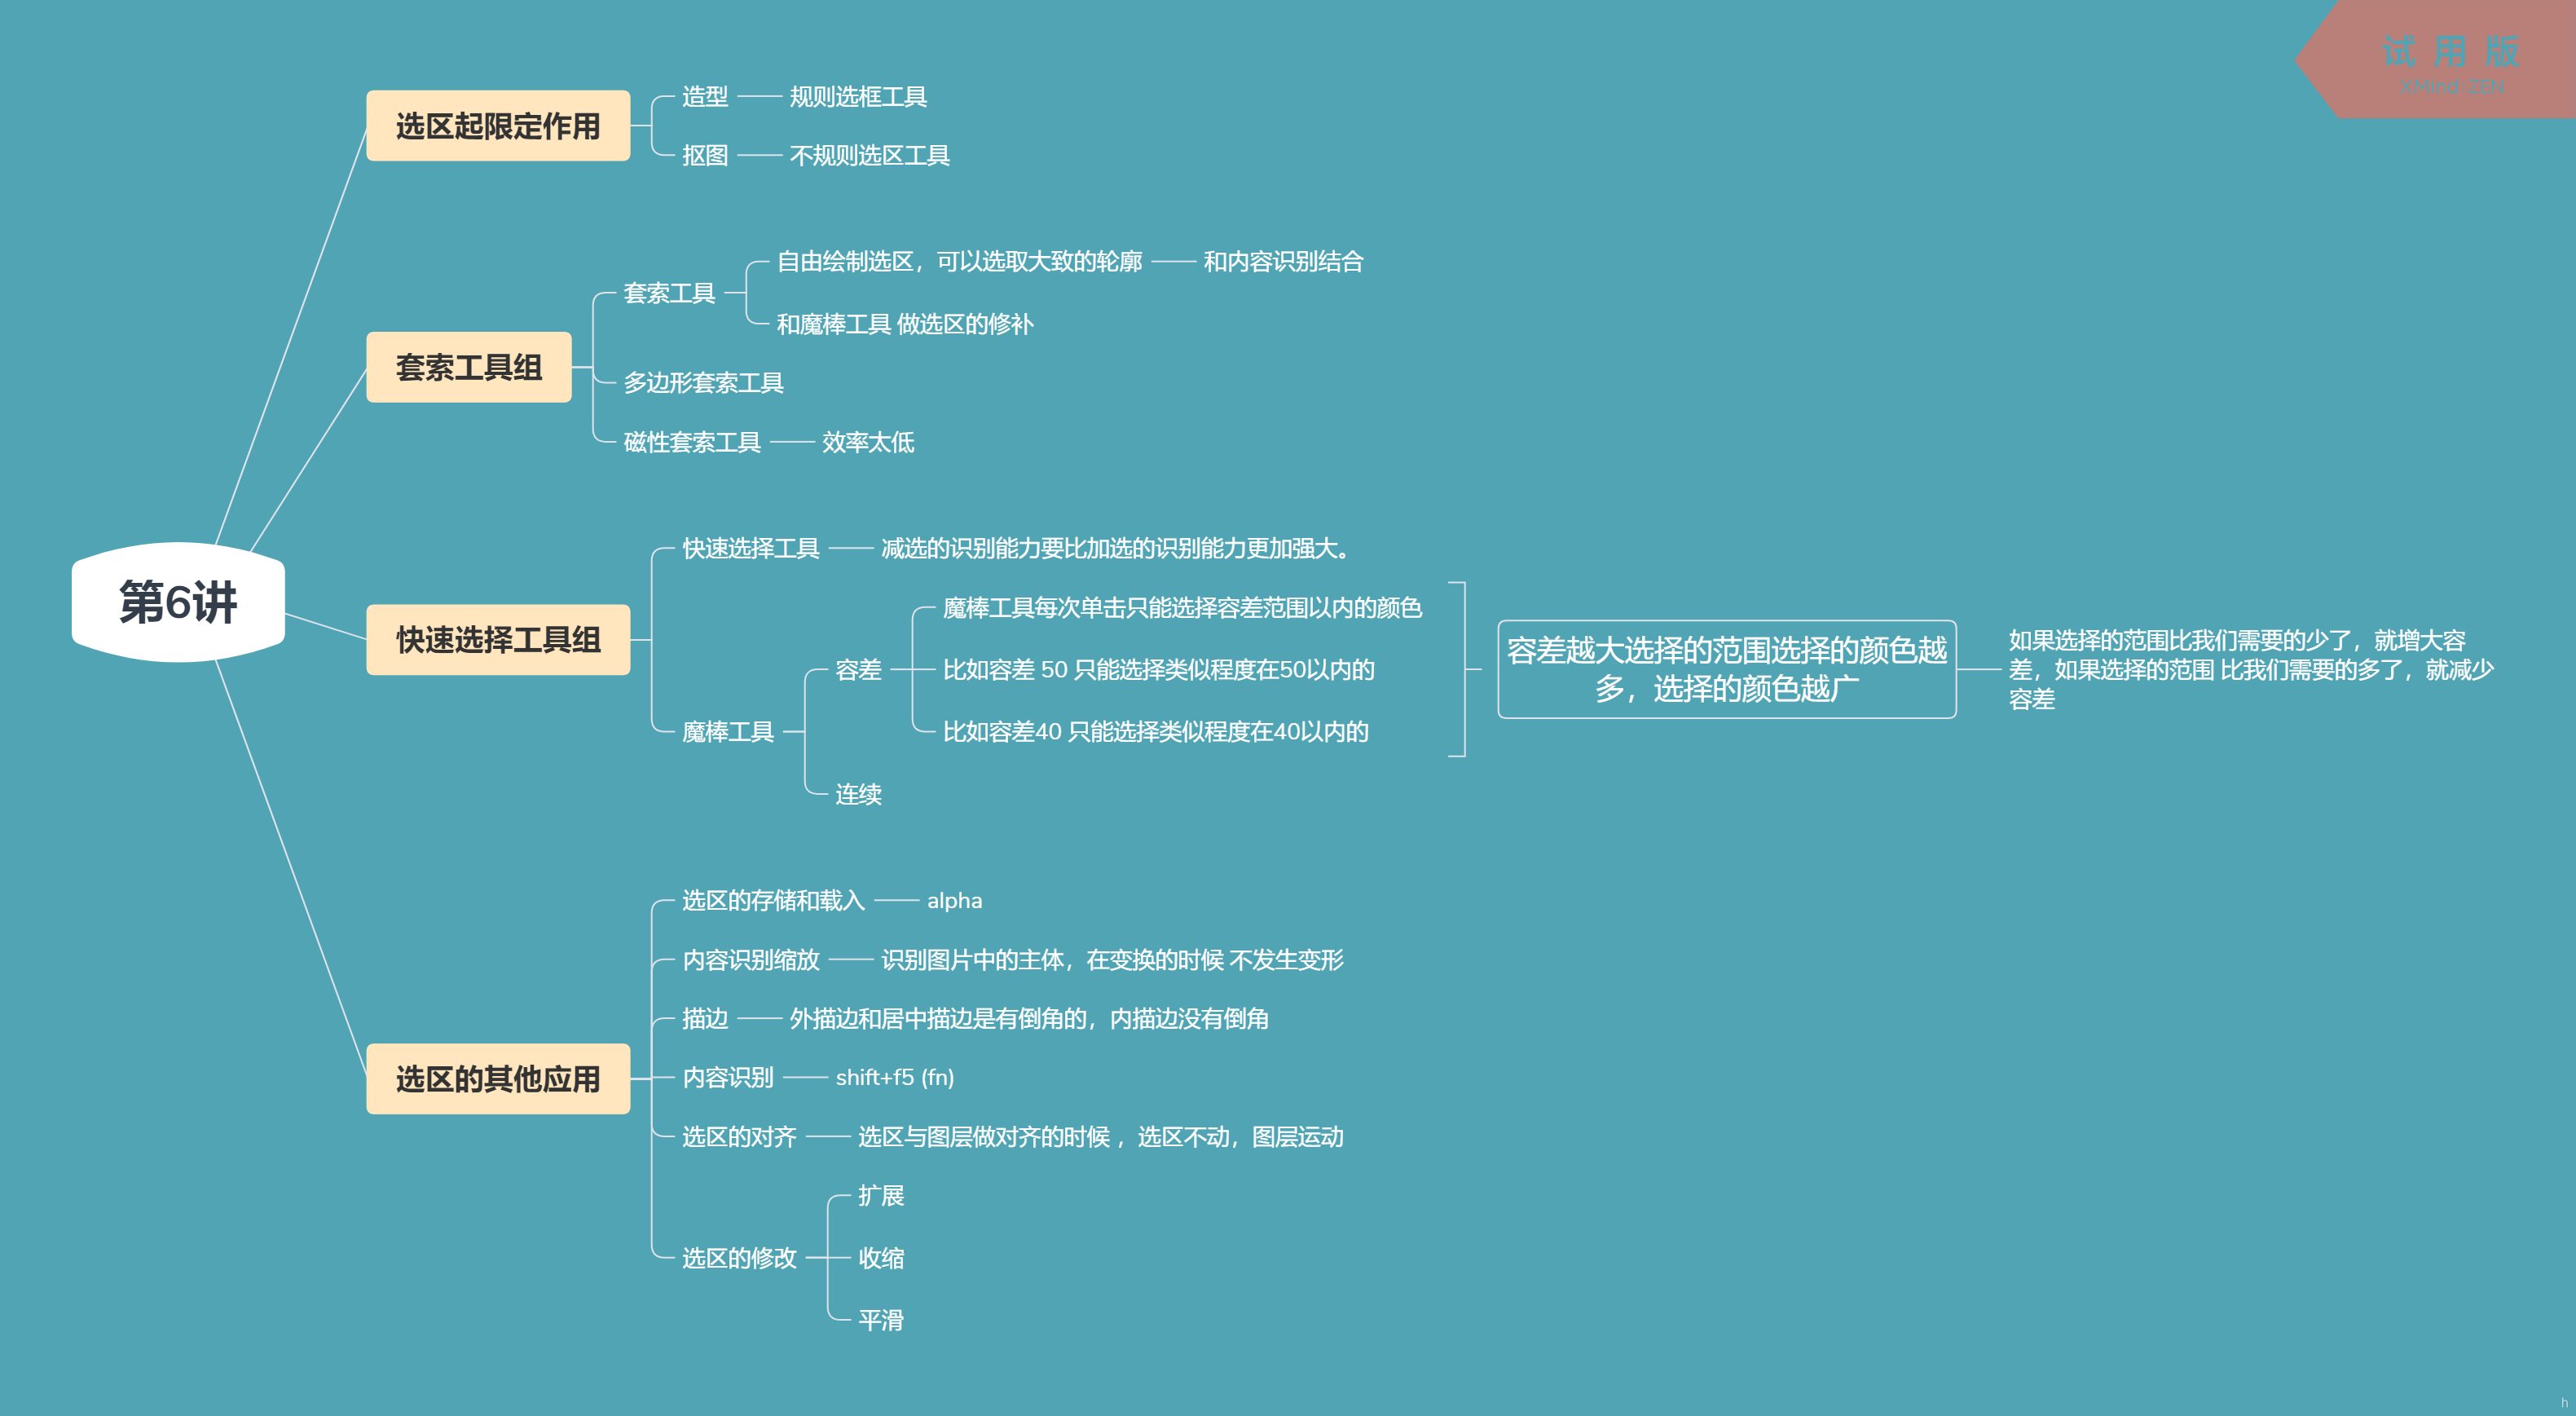 试 用 版
XMind: ZEN
第6讲
选区起限定作用
造型
规则选框工具
抠图
不规则选区工具
套索工具组
套索工具
自由绘制选区，可以选取大致的轮廓
和内容识别结合
和魔棒工具 做选区的修补
多边形套索工具
磁性套索工具
效率太低
快速选择工具组
快速选择工具
减选的识别能力要比加选的识别能力更加强大。
魔棒工具
容差
魔棒工具每次单击只能选择容差范围以内的颜色
比如容差 50 只能选择类似程度在50以内的
比如容差40 只能选择类似程度在40以内的
容差越大选择的范围选择的颜色越
多，选择的颜色越广
如果选择的范围比我们需要的少了，就增大容
差，如果选择的范围 比我们需要的多了，就减少
容差
连续
选区的其他应用
选区的存储和载入
alpha
内容识别缩放
识别图片中的主体，在变换的时候 不发生变形
描边
外描边和居中描边是有倒角的，内描边没有倒角
内容识别
shift+f5 (fn)
选区的对齐
选区与图层做对齐的时候 ，选区不动，图层运动
选区的修改
扩展
收缩
平滑
h